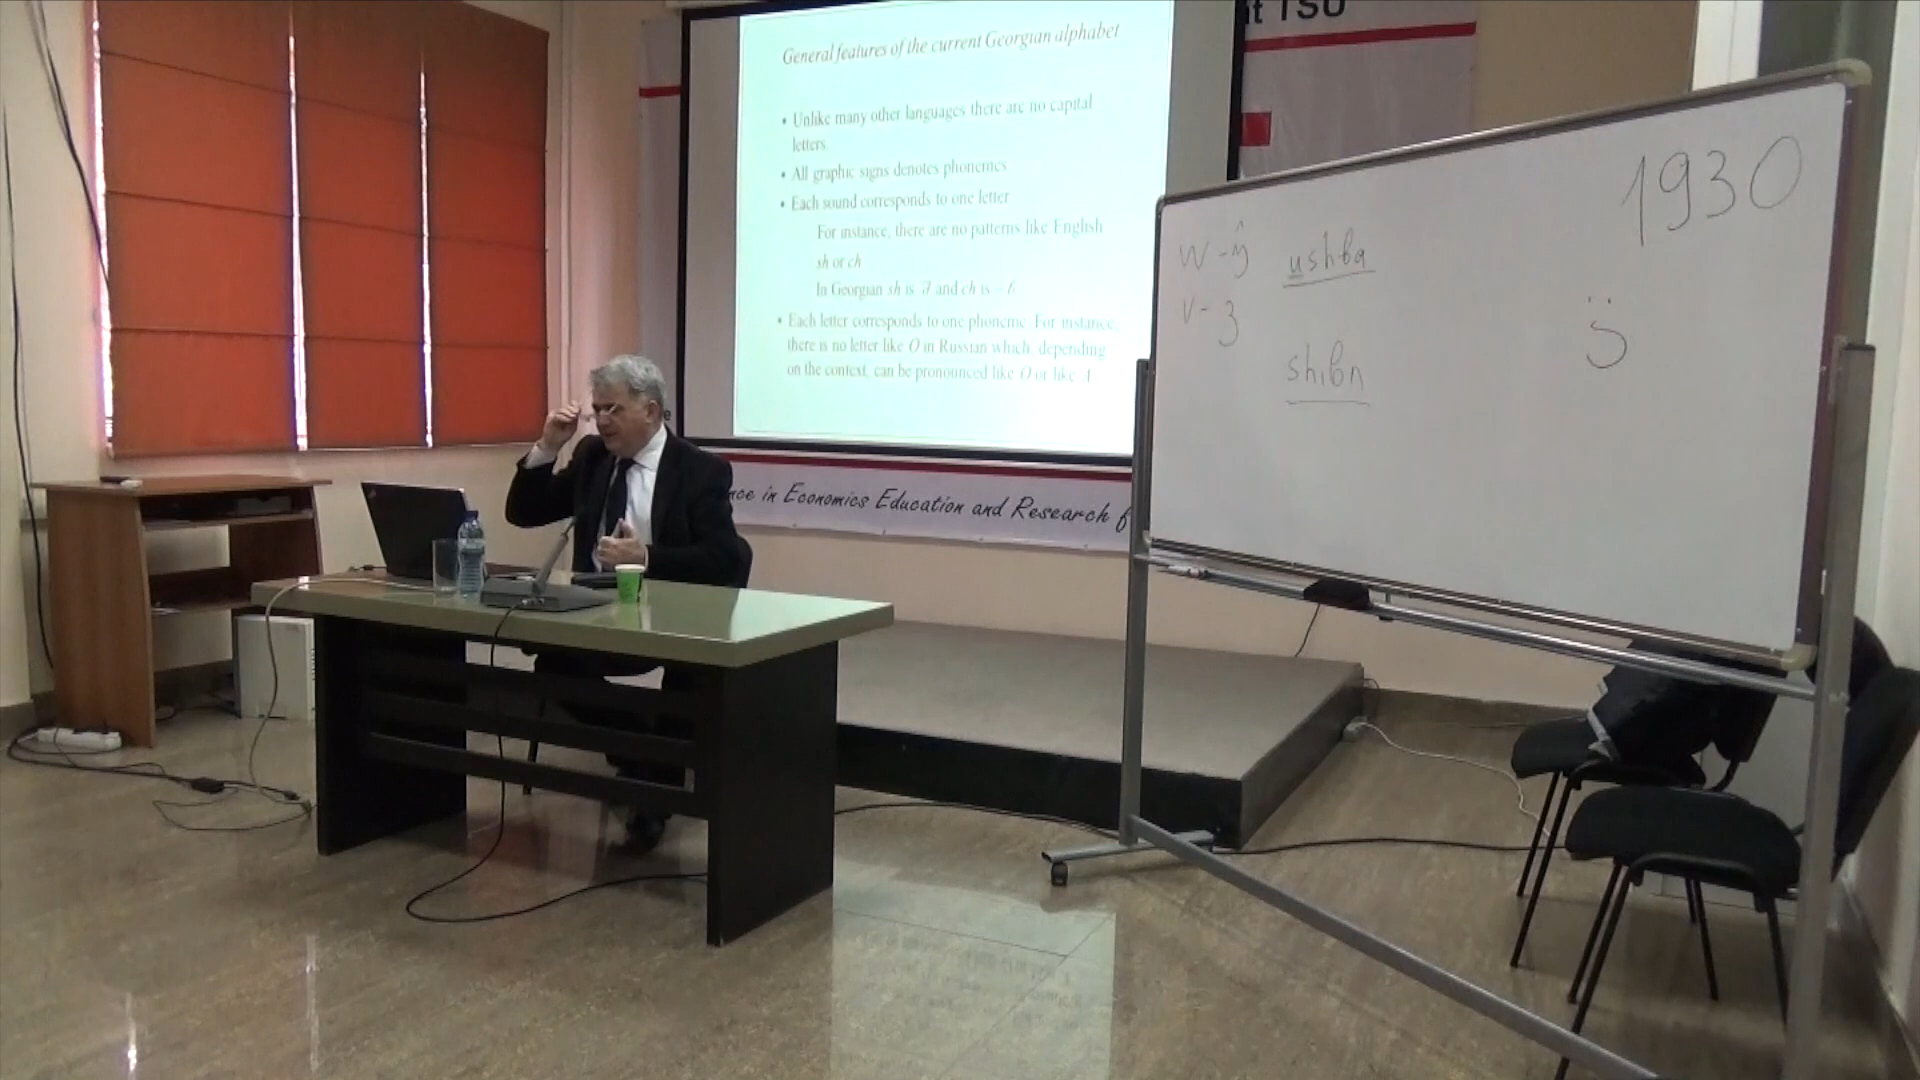 at TSU
General features of the current Georgian alphabet
• Unlike many other languages there are no capital
letters
• All graphic signs denotes phonemes
• Each sound corresponds to one letter
For instance, there are no patterns like English
sh or ch
In Georgian sh is and ch is –
• Each letter corresponds to one phoneme. For instance,
there is no letter like O in Russian which, depending
on the context, can be pronounced like O or like A
in Economics Education and Research
1930
w - ŷ
ushba
v - ვ